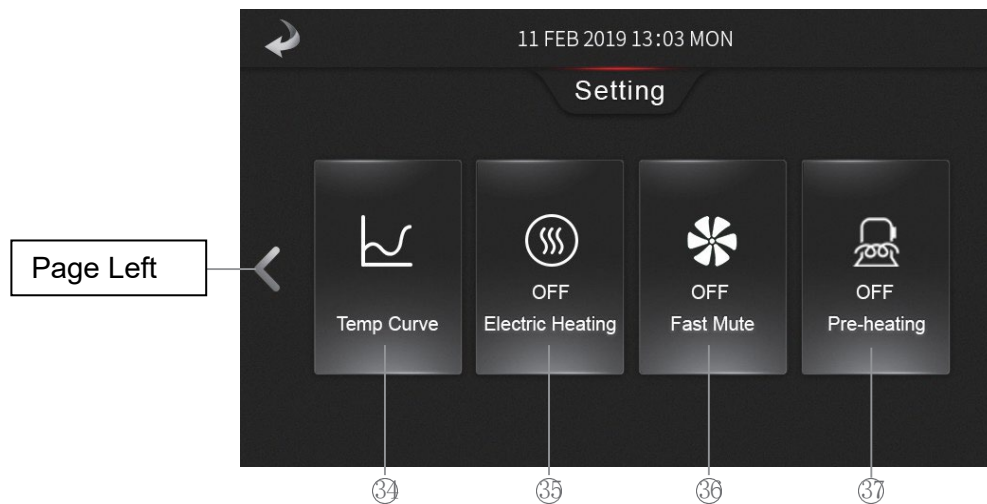 11 FEB 2019 13:03 MON
Setting
Page Left
OFF OFF OFF
Temp Curve Electric Heating Fast Mute Pre-heating
㉞ ㉟ ㊱ ㊲